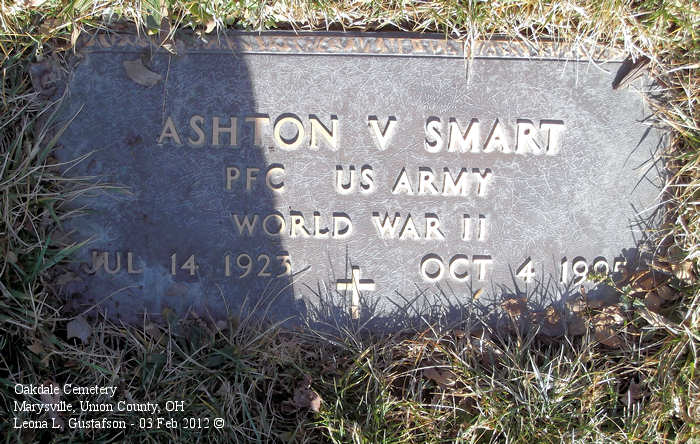 ASHTON V SMART
PFC US ARMY
WORLD WAR II
JUL 14 1923 OCT 4
Oakdale Cemetery
Marysville, Union County, OH
Leona L. Gustafson - 03 Feb 2012 ©